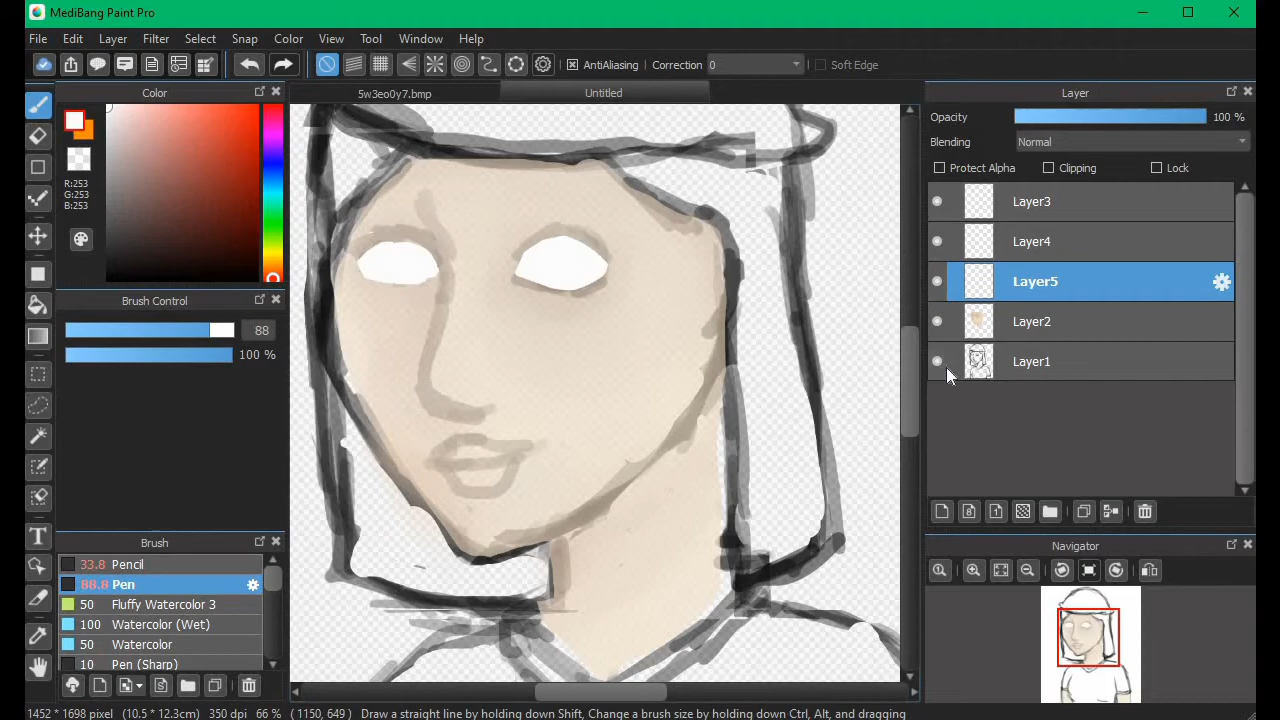 MediBang Paint Pro
File Edit Layer Filter Select Snap Color View Tool Window Help
AntiAliasing Correction 0 Soft Edge
Color
5w3eo0y7.bmp Untitled
Layer
Opacity 100 %
Blending Normal
Protect Alpha Clipping Lock
R:253
G:253
B:253
Layer3
Layer4
Layer5
Layer2
Layer1
Brush Control
88
100 %
Brush
33.8 Pencil
88.8 Pen
50 Fluffy Watercolor 3
100 Watercolor (Wet)
50 Watercolor
10 Pen (Sharp)
Navigator
1452 * 1698 pixel (10.5 * 12.3cm) 350 dpi 66 % ( 1150, 649 ) Draw a straight line by holding down Shift, Change a brush size by holding down Ctrl, Alt, and dragging